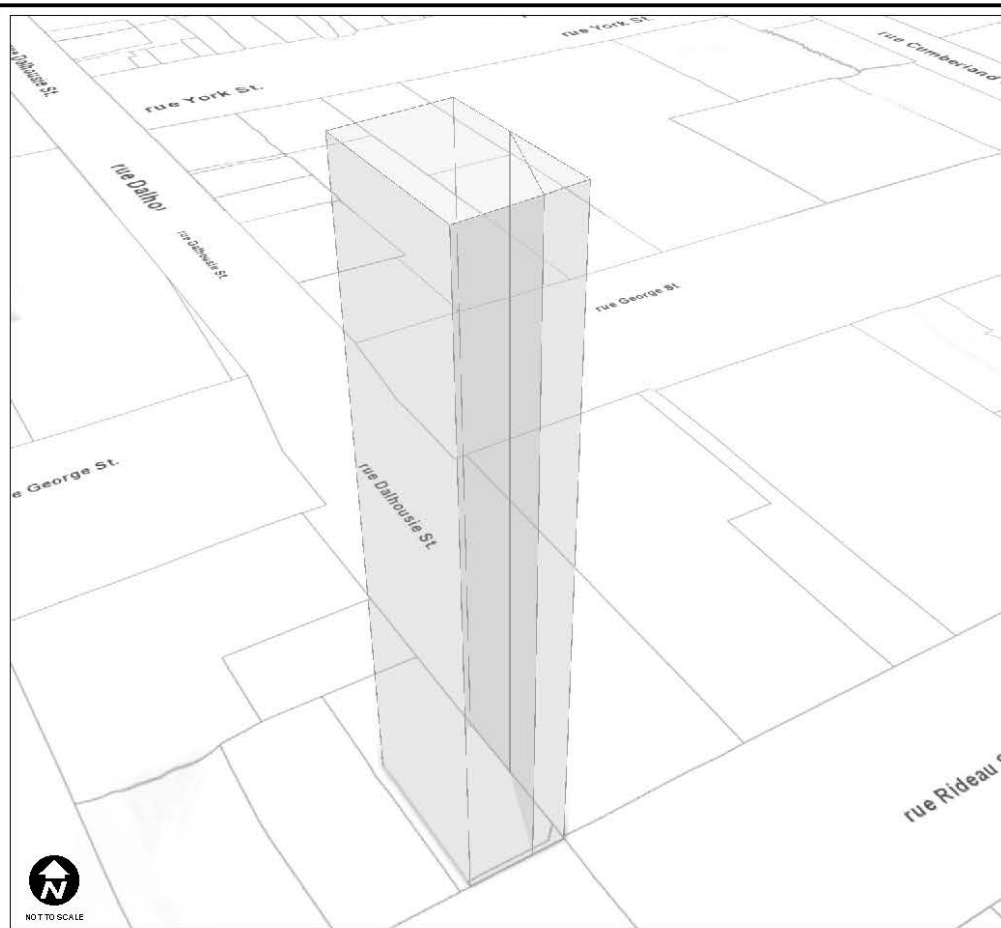 rue York St.
rue Cumberland
rue Dalhousie St.
rue York St.
rue Dalhou
rue Dalhousie St.
rue George St.
rue Dalhousie St.
e George St.
rue Rideau S
N
NOT TO SCALE